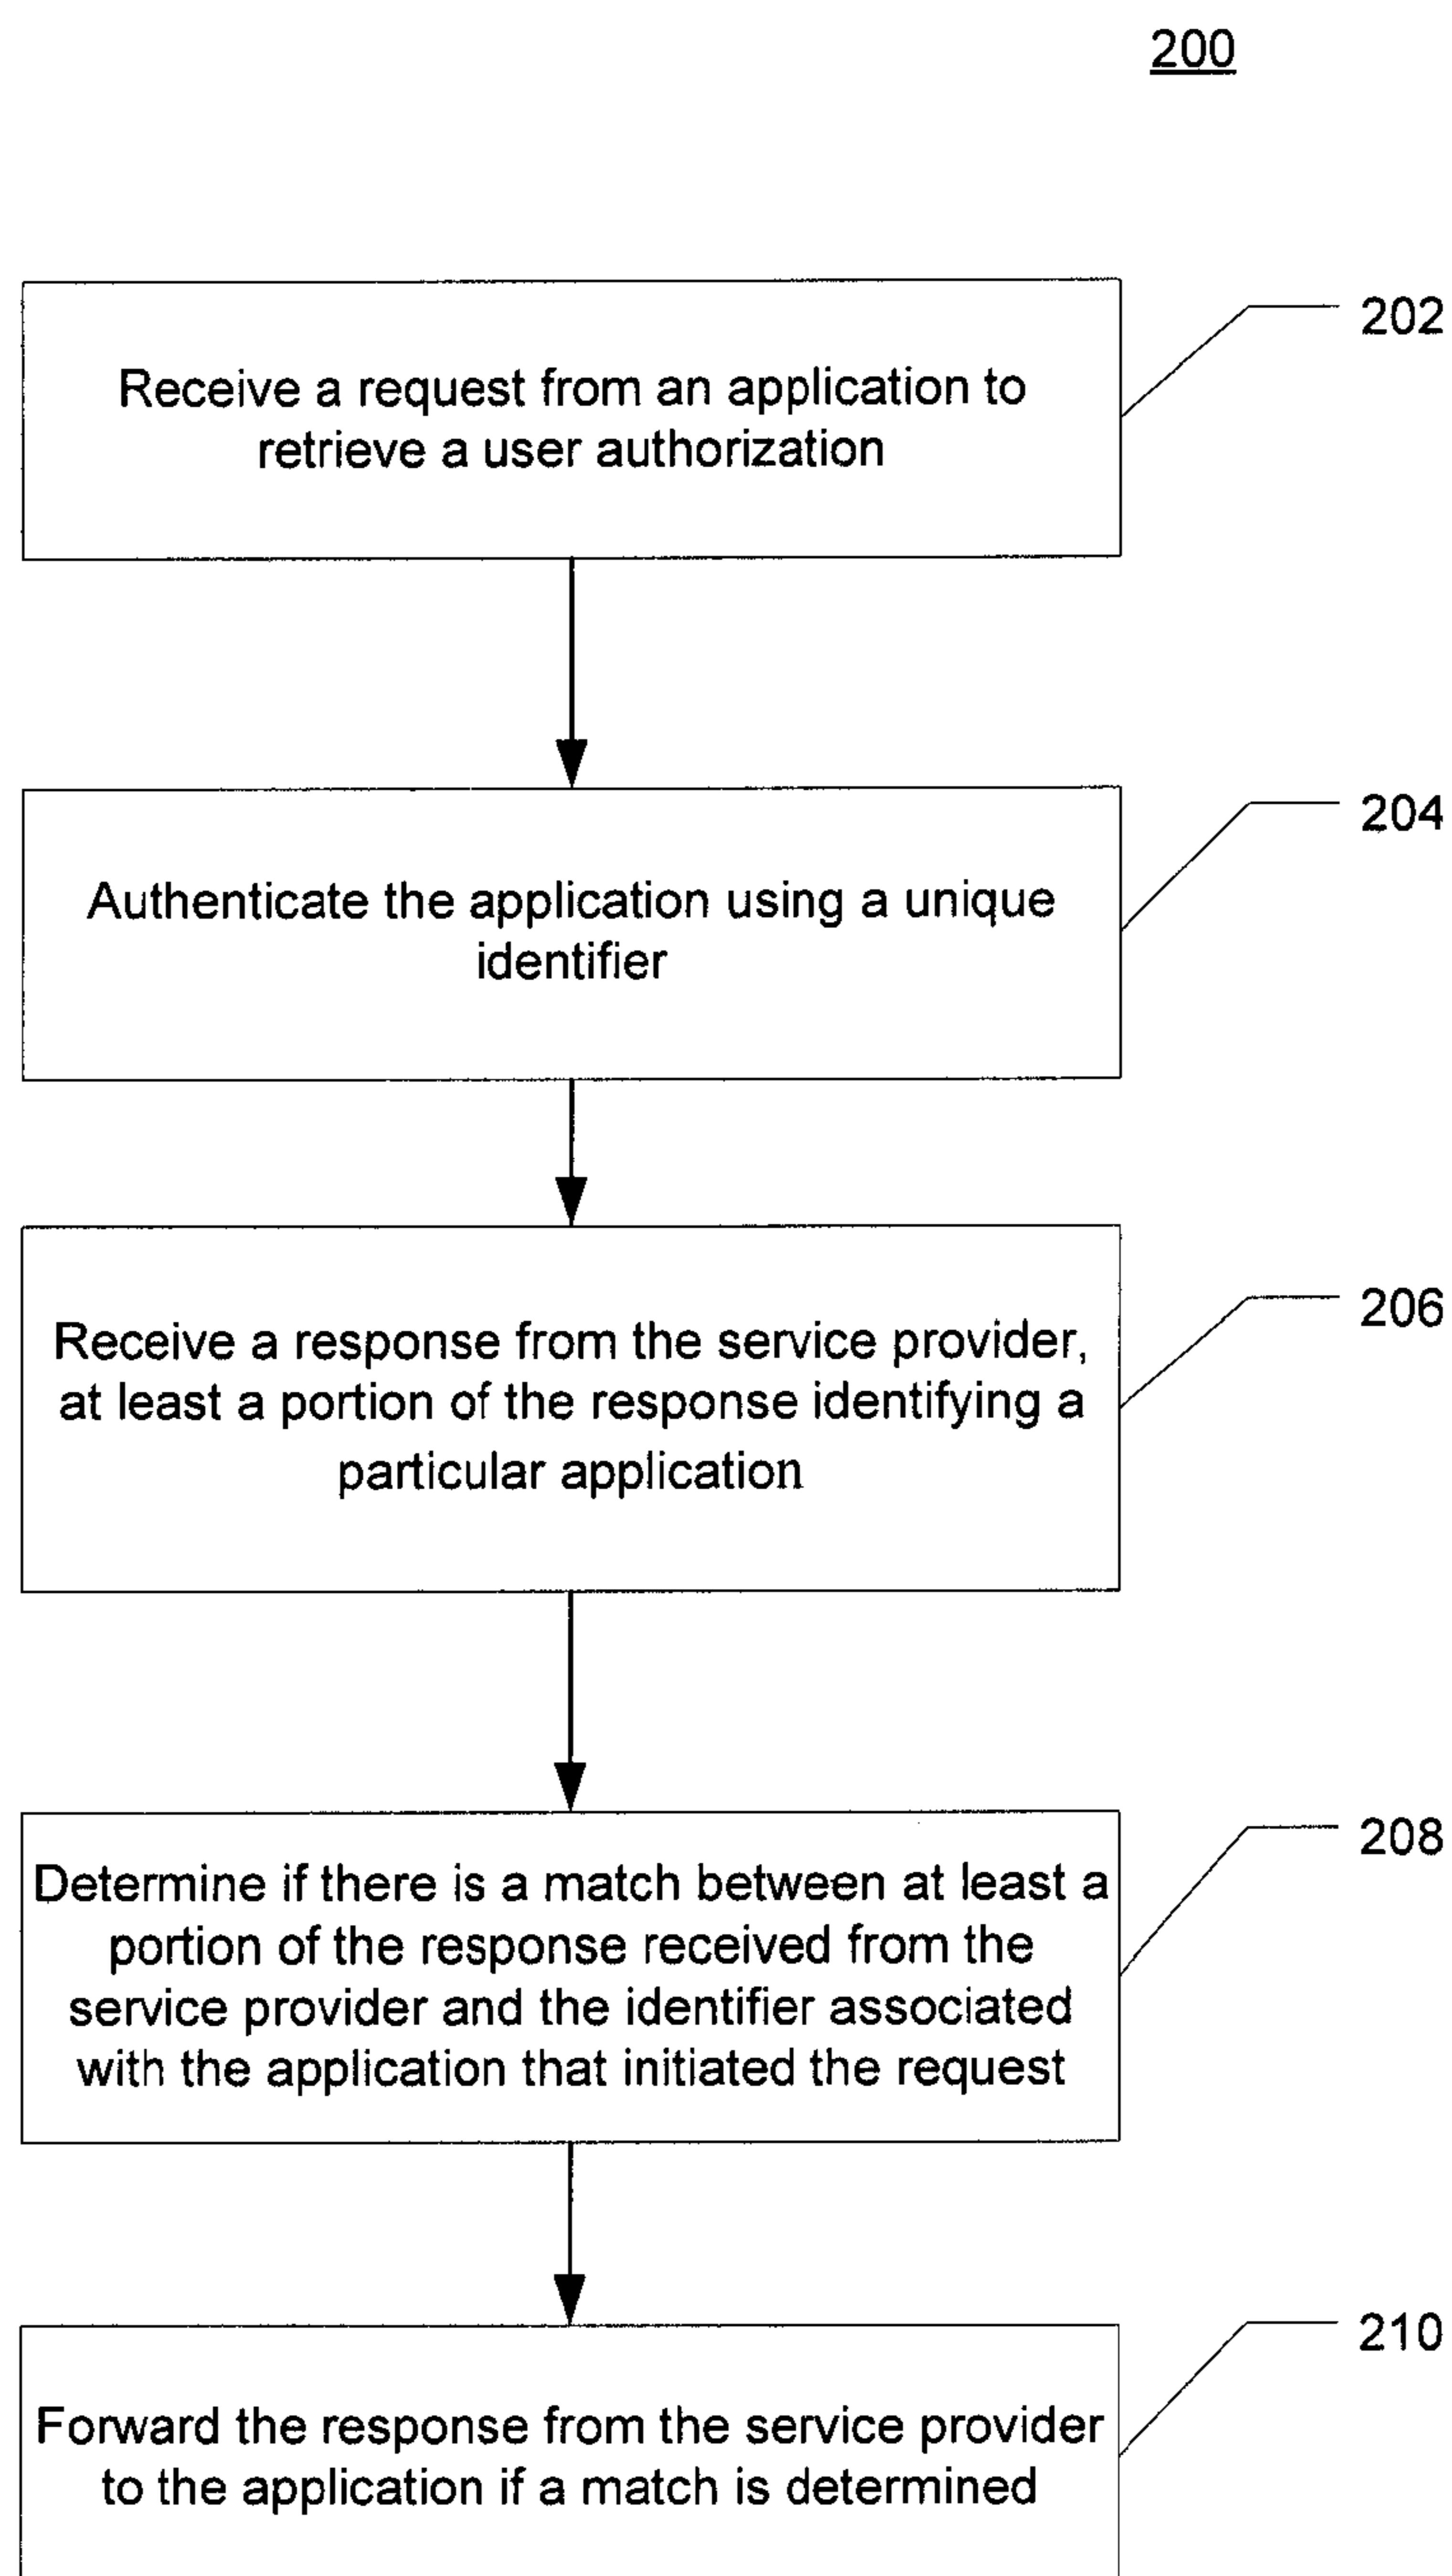 200
Receive a request from an application to
retrieve a user authorization
202
Authenticate the application using a unique
identifier
204
Receive a response from the service provider,
at least a portion of the response identifying a
particular application
206
Determine if there is a match between at least a
portion of the response received from the
service provider and the identifier associated
with the application that initiated the request
208
Forward the response from the service provider
to the application if a match is determined
210